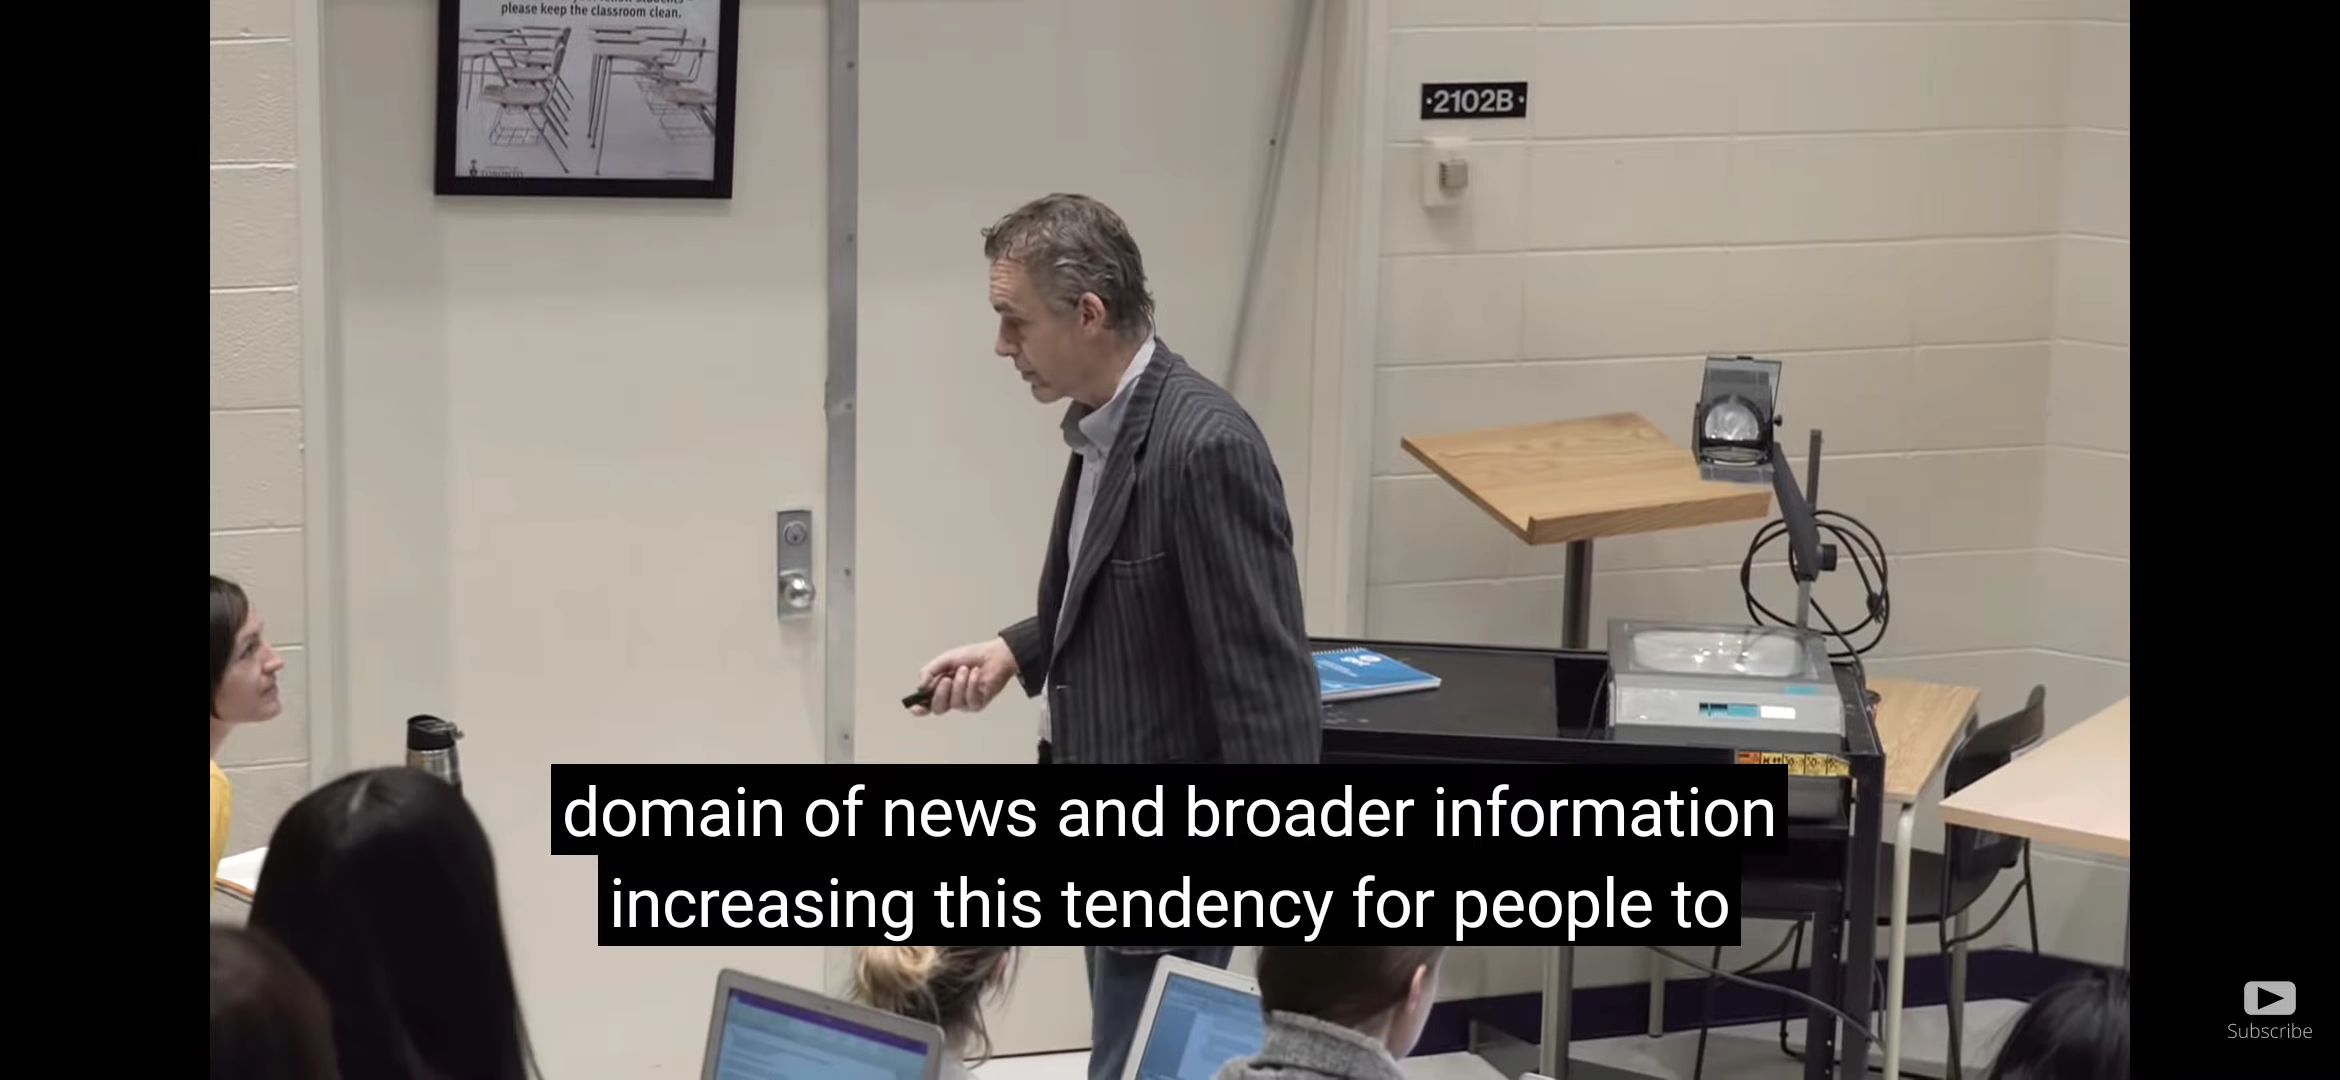 please keep the classroom clean.
TORONTO
·2102B·
domain of news and broader information
increasing this tendency for people to
Subscribe